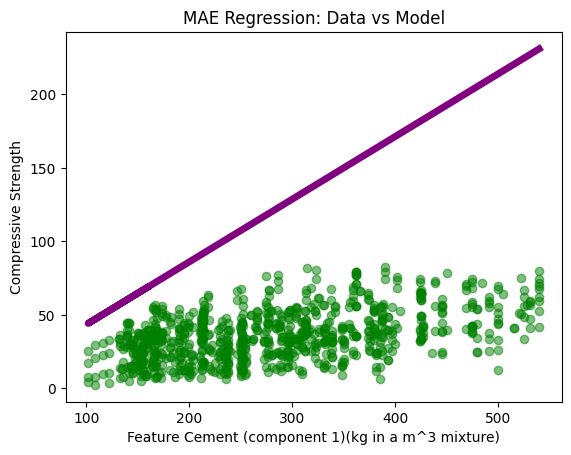 MAE Regression: Data vs Model
Compressive Strength
200
150
100
50
0
100 200 300 400 500
Feature Cement (component 1)(kg in a m^3 mixture)